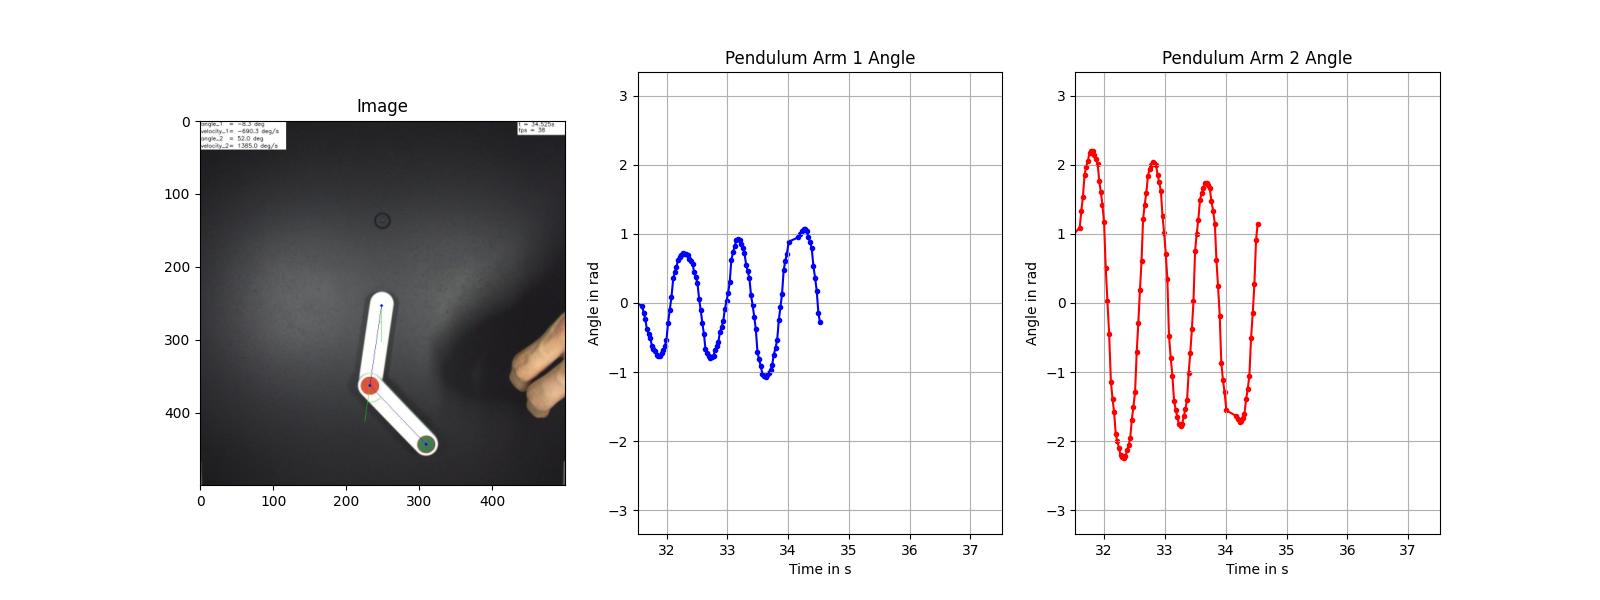 Image
Pendulum Arm 1 Angle
Pendulum Arm 2 Angle
angle_1 = -8.3 deg
velocity_1= -690.3 deg/s
angle_2 = 52.0 deg
velocity_2= 1385.0 deg/s
t = 34.525s
fps = 38
0
100
200
300
400
0 100 200 300 400
Angle in rad
3
2
1
0
−1
−2
−3
32 33 34 35 36 37
Time in s
Angle in rad
3
2
1
0
−1
−2
−3
32 33 34 35 36 37
Time in s